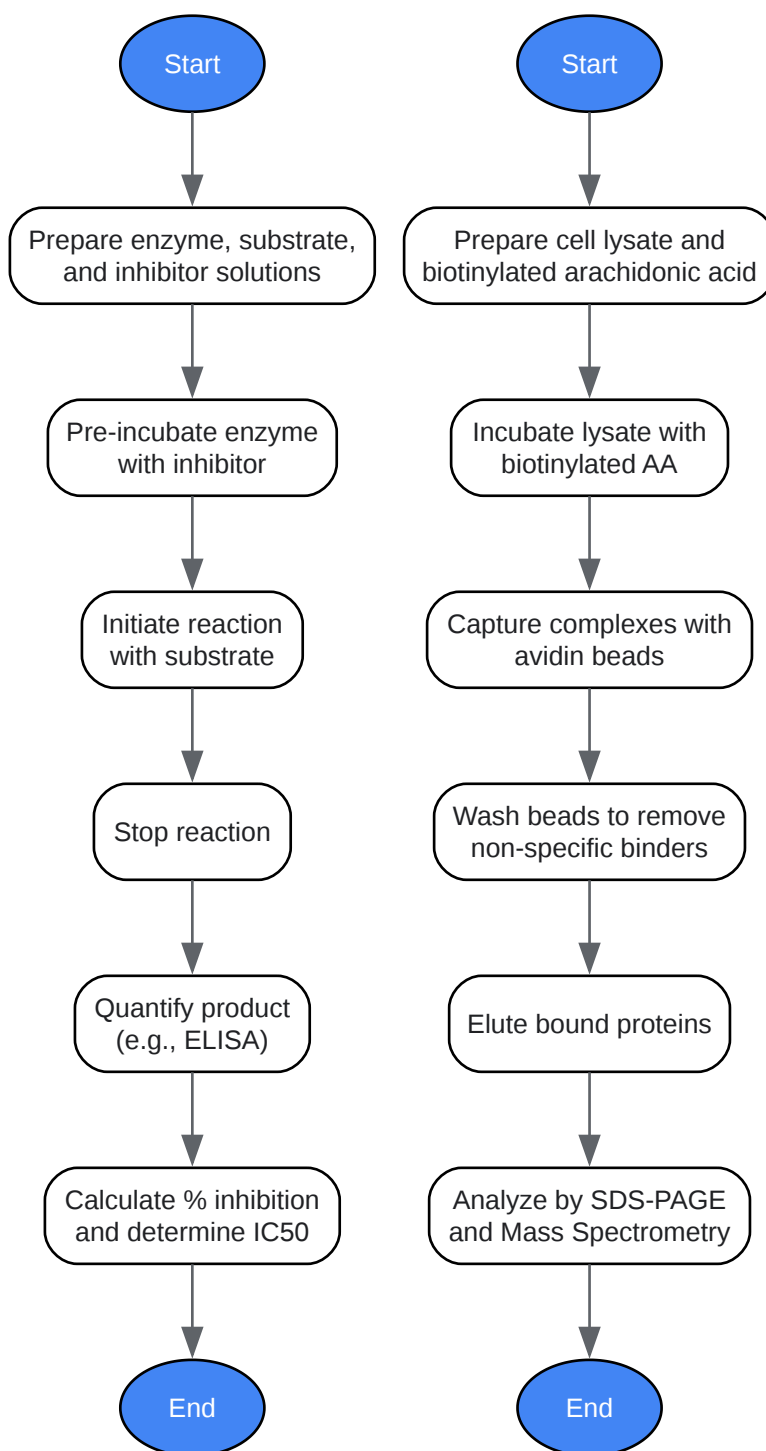 Start
Prepare enzyme, substrate,
and inhibitor solutions
Pre-incubate enzyme
with inhibitor
Initiate reaction
with substrate
Stop reaction
Quantify product
(e.g., ELISA)
Calculate % inhibition
and determine IC50
End
Start
Prepare cell lysate and
biotinylated arachidonic acid
Incubate lysate with
biotinylated AA
Capture complexes with
avidin beads
Wash beads to remove
non-specific binders
Elute bound proteins
Analyze by SDS-PAGE
and Mass Spectrometry
End